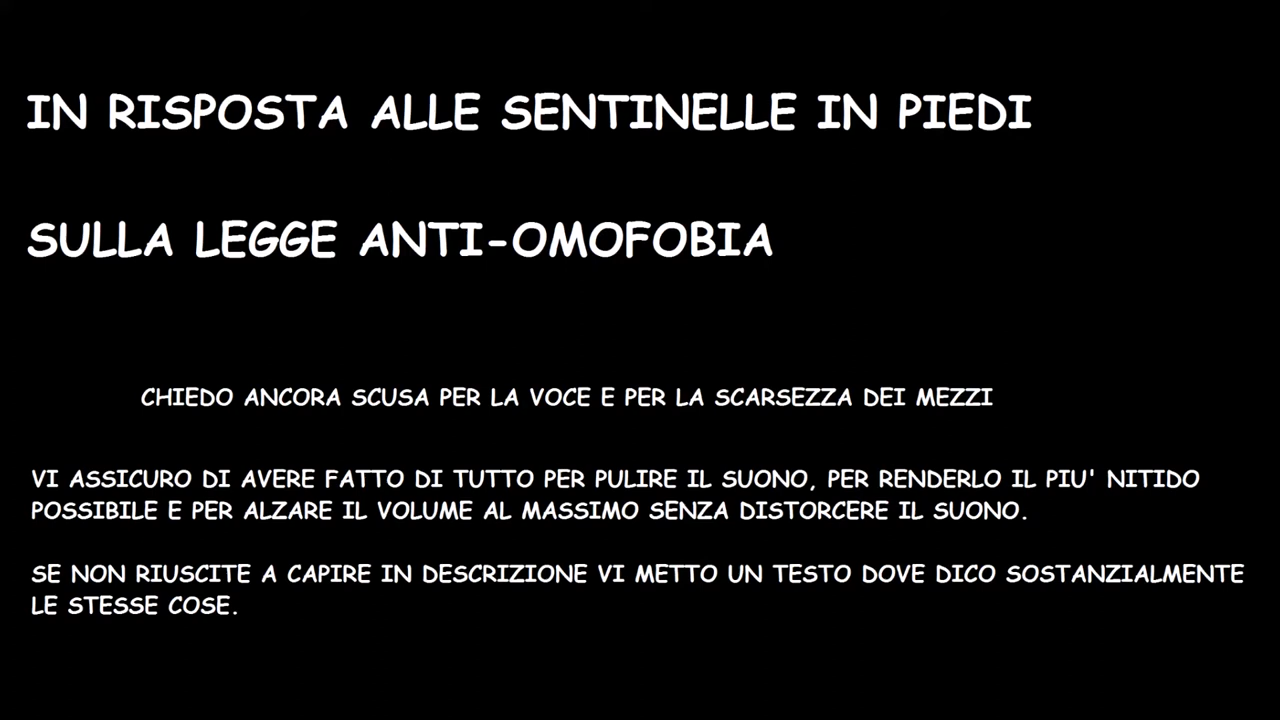 IN RISPOSTA ALLE SENTINELLE IN PIEDI
SULLA LEGGE ANTI-OMOFOBIA
CHIEDO ANCORA SCUSA PER LA VOCE E PER LA SCARSEZZA DEI MEZZI
VI ASSICURO DI AVERE FATTO DI TUTTO PER PULIRE IL SUONO, PER RENDERLO IL PIU' NITIDO
POSSIBILE E PER ALZARE IL VOLUME AL MASSIMO SENZA DISTORCERE IL SUONO.
SE NON RIUSCITE A CAPIRE IN DESCRIZIONE VI METTO UN TESTO DOVE DICO SOSTANZIALMENTE
LE STESSE COSE.